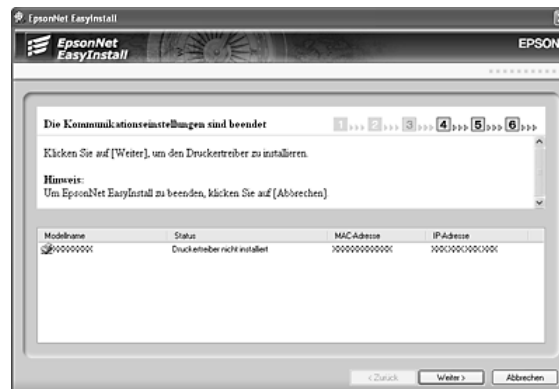 EpsonNet EasyInstall
EpsonNet
EasyInstall
EPSON
Die Kommunikationseinstellungen sind beendet
1 2 3 4 5 6
Klicken Sie auf [Weiter], um den Druckertreiber zu installieren.
Hinweis:
Um EpsonNet EasyInstall zu beenden, klicken Sie auf [Abbrechen]
Modellname Status MAC-Adresse IP-Adresse
XXXXXXXX Druckertreiber nicht installiert XXXXXXXXXXXX XXX.XXX.XXX.XXX
< Zurück Weiter > Abbrechen